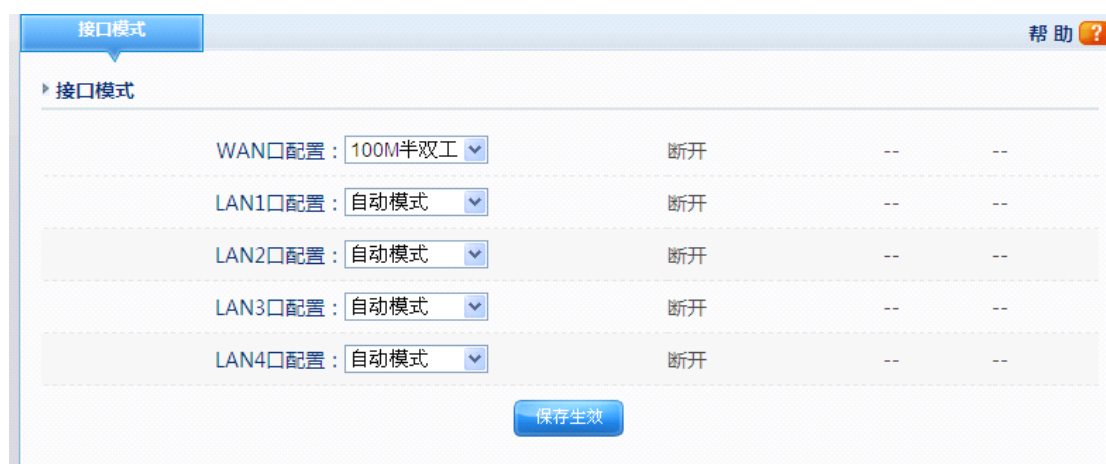 接口模式
帮 助 ?
接口模式
WAN口配置： 100M半双工 断开 -- --
LAN1口配置： 自动模式 断开 -- --
LAN2口配置： 自动模式 断开 -- --
LAN3口配置： 自动模式 断开 -- --
LAN4口配置： 自动模式 断开 -- --
保存生效